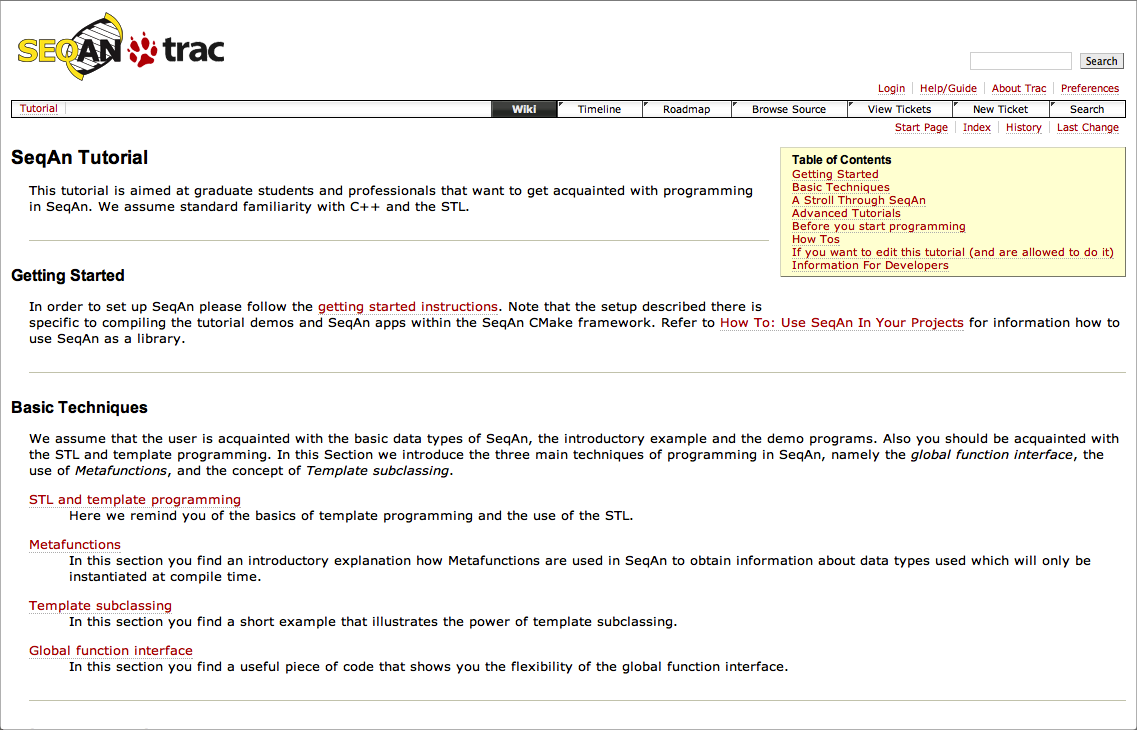 SEQAN trac
Search
Login Help/Guide About Trac Preferences
Tutorial Wiki Timeline Roadmap Browse Source View Tickets New Ticket Search
Start Page Index History Last Change
SeqAn Tutorial
This tutorial is aimed at graduate students and professionals that want to get acquainted with programming
in SeqAn. We assume standard familiarity with C++ and the STL.
Table of Contents
Getting Started
Basic Techniques
A Stroll Through SeqAn
Advanced Tutorials
Before you start programming
How Tos
If you want to edit this tutorial (and are allowed to do it)
Information For Developers
Getting Started
In order to set up SeqAn please follow the getting started instructions. Note that the setup described there is
specific to compiling the tutorial demos and SeqAn apps within the SeqAn CMake framework. Refer to How To: Use SeqAn In Your Projects for information how to
use SeqAn as a library.
Basic Techniques
We assume that the user is acquainted with the basic data types of SeqAn, the introductory example and the demo programs. Also you should be acquainted with
the STL and template programming. In this Section we introduce the three main techniques of programming in SeqAn, namely the global function interface, the
use of Metafunctions, and the concept of Template subclassing.
STL and template programming
Here we remind you of the basics of template programming and the use of the STL.
Metafunctions
In this section you find an introductory explanation how Metafunctions are used in SeqAn to obtain information about data types used which will only be
instantiated at compile time.
Template subclassing
In this section you find a short example that illustrates the power of template subclassing.
Global function interface
In this section you find a useful piece of code that shows you the flexibility of the global function interface.